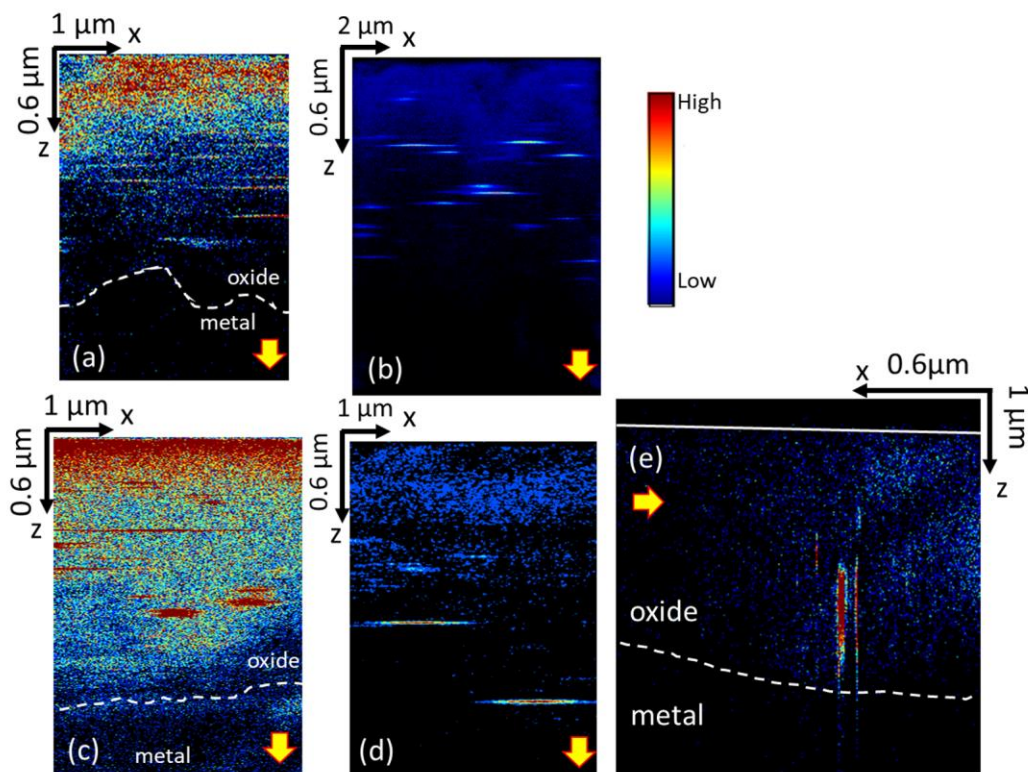 1 μm
x
0.6 μm
z
oxide
metal
(a)
2 μm
x
0.6 μm
z
(b)
High
Low
1 μm
x
0.6 μm
z
oxide
metal
(c)
1 μm
x
0.6 μm
z
(d)
x
0.6μm
1 μm
z
(e)
oxide
metal